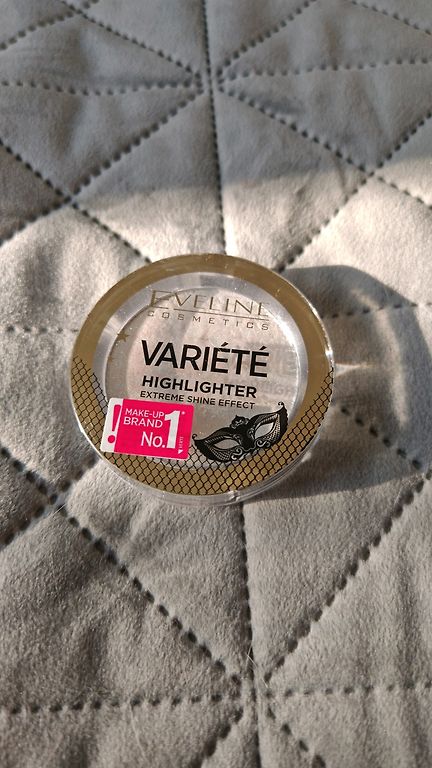 EVELINE
COSMETICS
VARIÉTÉ
HIGHLIGHTER
EXTREME SHINE EFFECT
! MAKE-UP
BRAND
No.1*